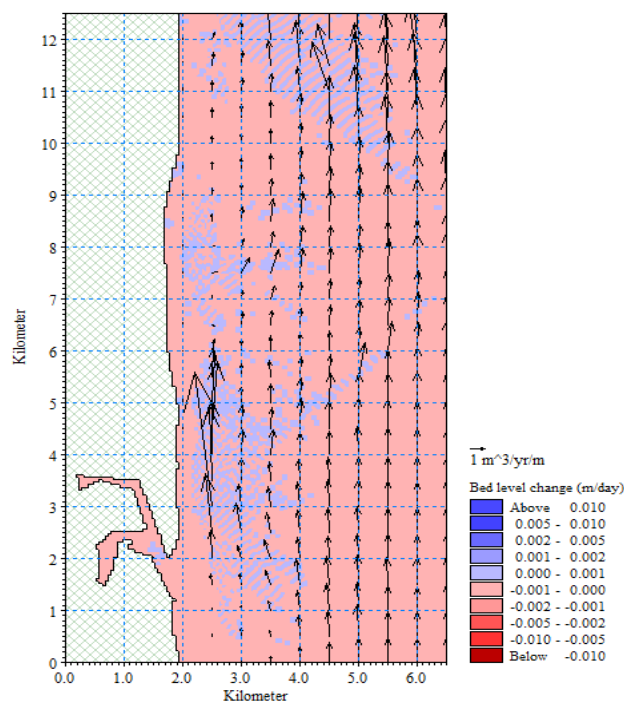 12
11
10
9
8
7
6
5
4
3
2
1
0
Kilometer
0.0 1.0 2.0 3.0 4.0 5.0 6.0
Kilometer
1 m^3/yr/m
Bed level change (m/day)
Above 0.010
0.005 - 0.010
0.002 - 0.005
0.001 - 0.002
0.000 - 0.001
-0.001 - 0.000
-0.002 - -0.001
-0.005 - -0.002
-0.010 - -0.005
Below -0.010